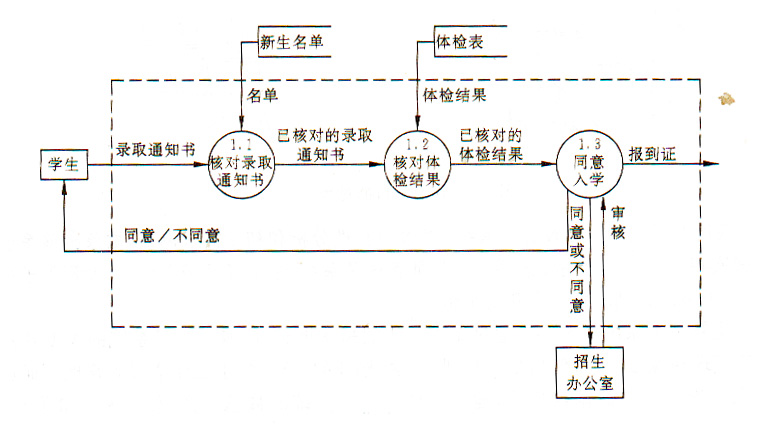 新生名单
体检表
名单
体检结果
学生
录取通知书
1.1
核对录取
通知书
已核对的录取
通知书
1.2
核对体
检结果
已核对的
体检结果
1.3
同意
入学
报到证
同意／不同意
同意或不同意
审核
招生
办公室